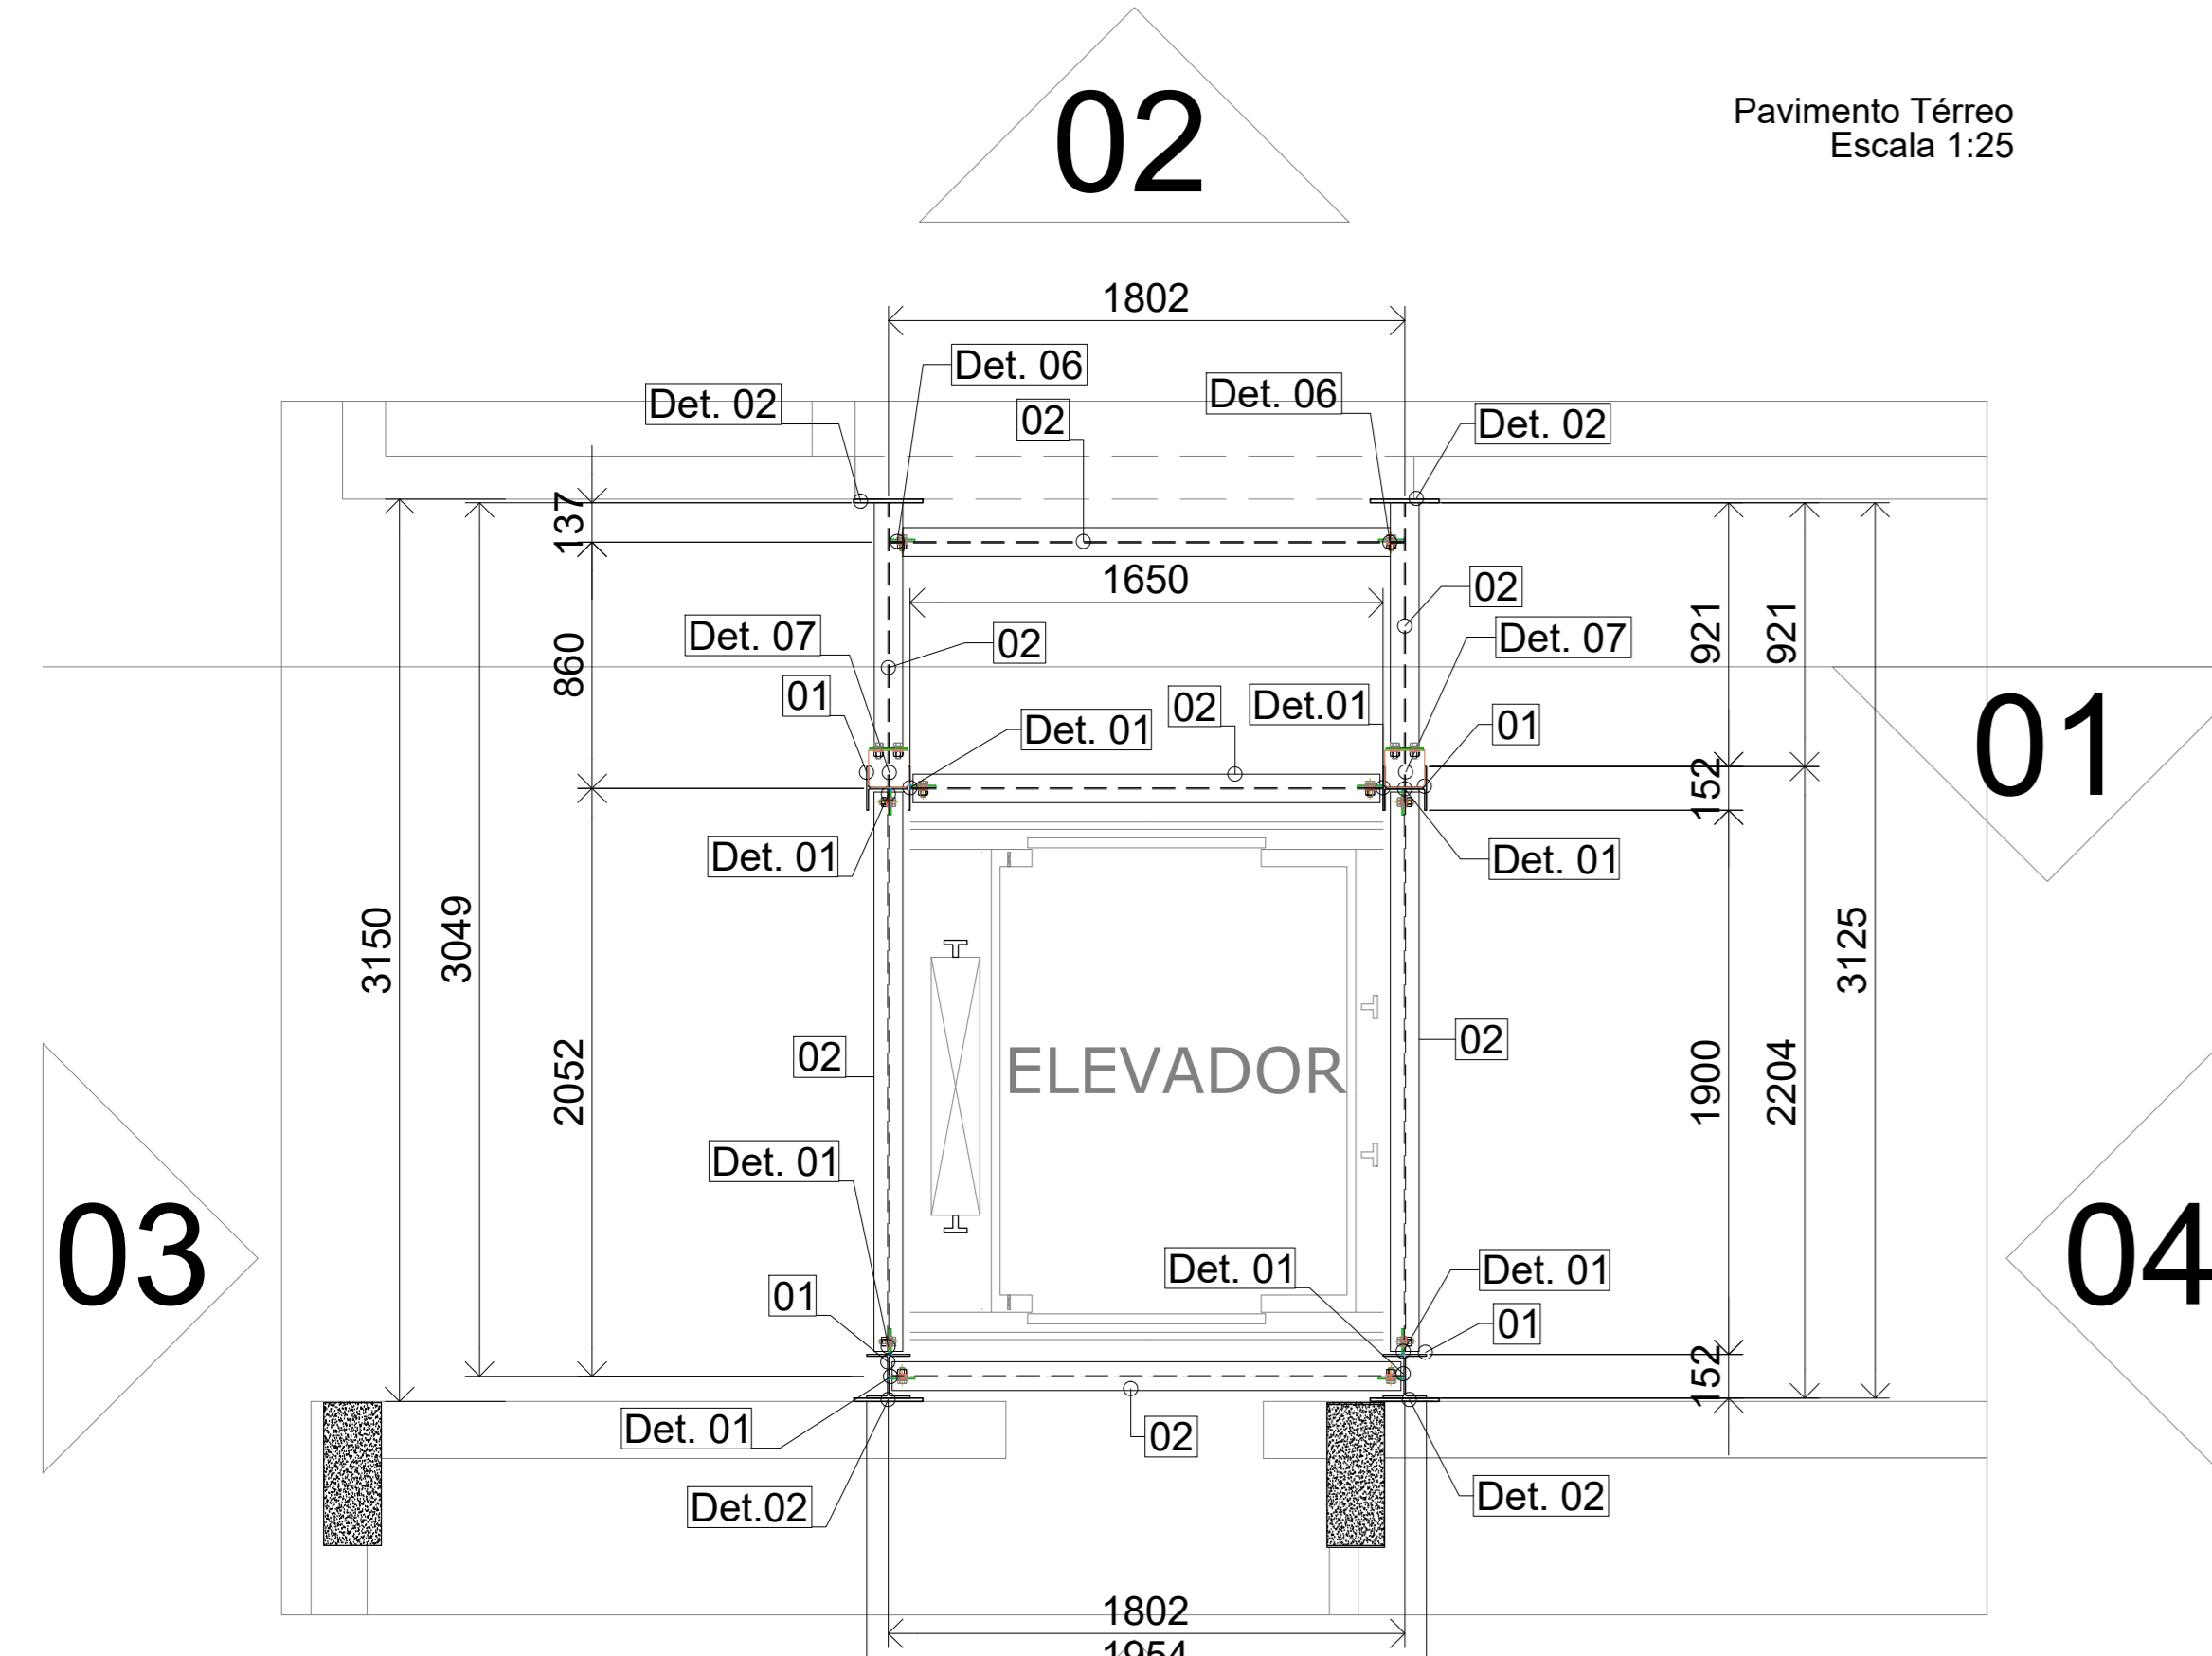 02
Pavimento Térreo
Escala 1:25
1802
Det. 06
Det. 06
Det. 02
02
Det. 02
137
1650
02
Det. 07
02
Det. 07
860
921
921
01
02
Det.01
Det. 01
01
01
152
Det. 01
Det. 01
3150
3049
3125
ELEVADOR
02
02
2052
1900
2204
Det. 01
03
04
Det. 01
Det. 01
01
01
152
Det. 01
02
Det.02
Det. 02
1802
1954